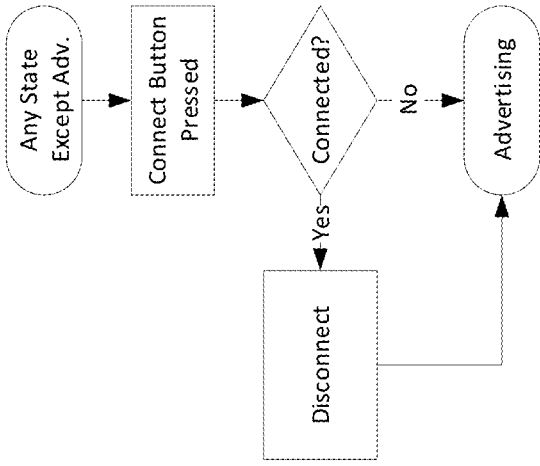 Any State
Except Adv.
Connect Button
Pressed
Connected?
No
Advertising
Yes
Disconnect